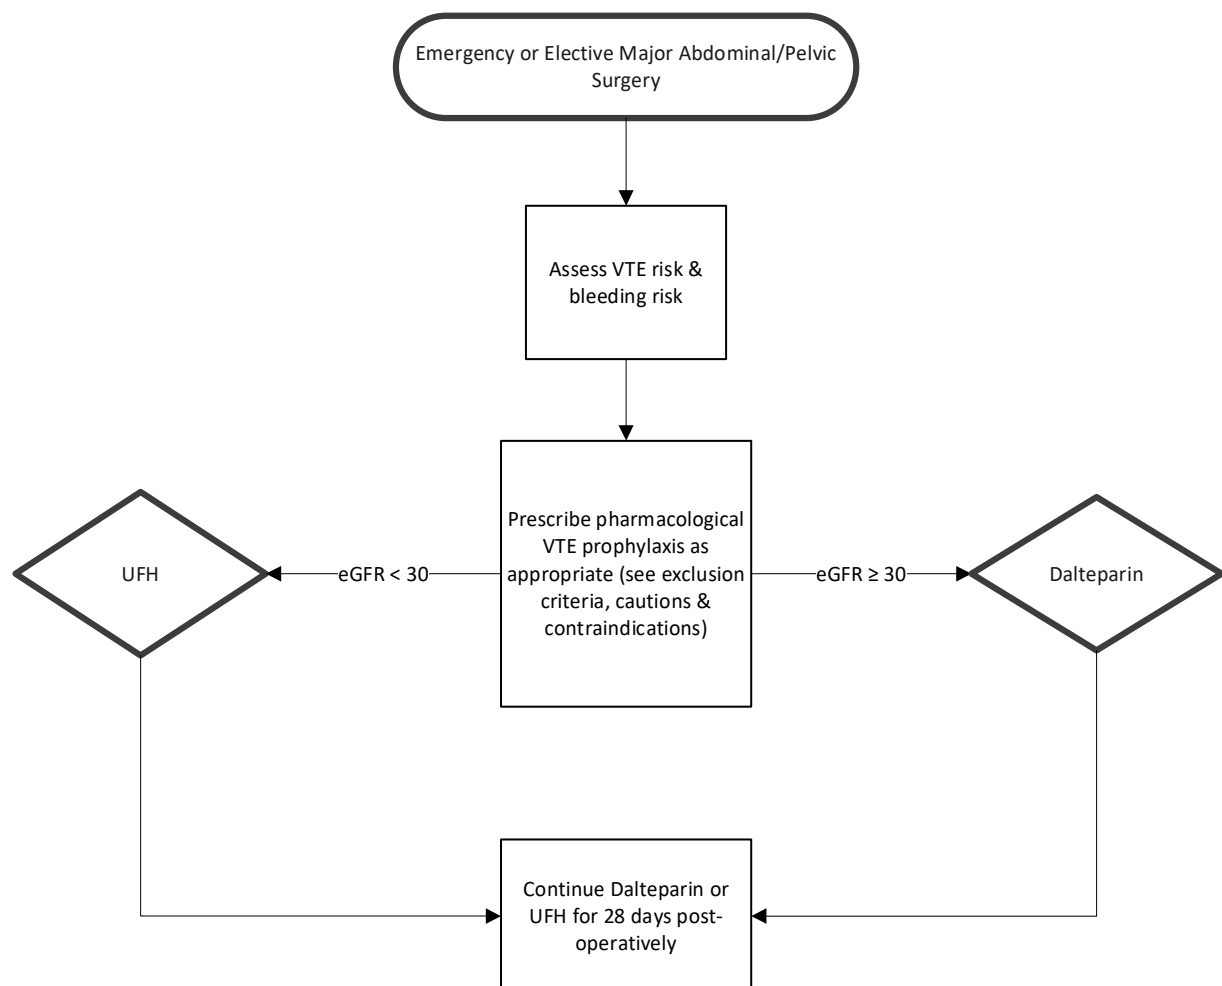 Emergency or Elective Major Abdominal/Pelvic
Surgery
Assess VTE risk &
bleeding risk
Prescribe pharmacological
VTE prophylaxis as
appropriate (see exclusion
criteria, cautions &
contraindications)
UFH
eGFR < 30
eGFR ≥ 30
Dalteparin
Continue Dalteparin or
UFH for 28 days post-
operatively